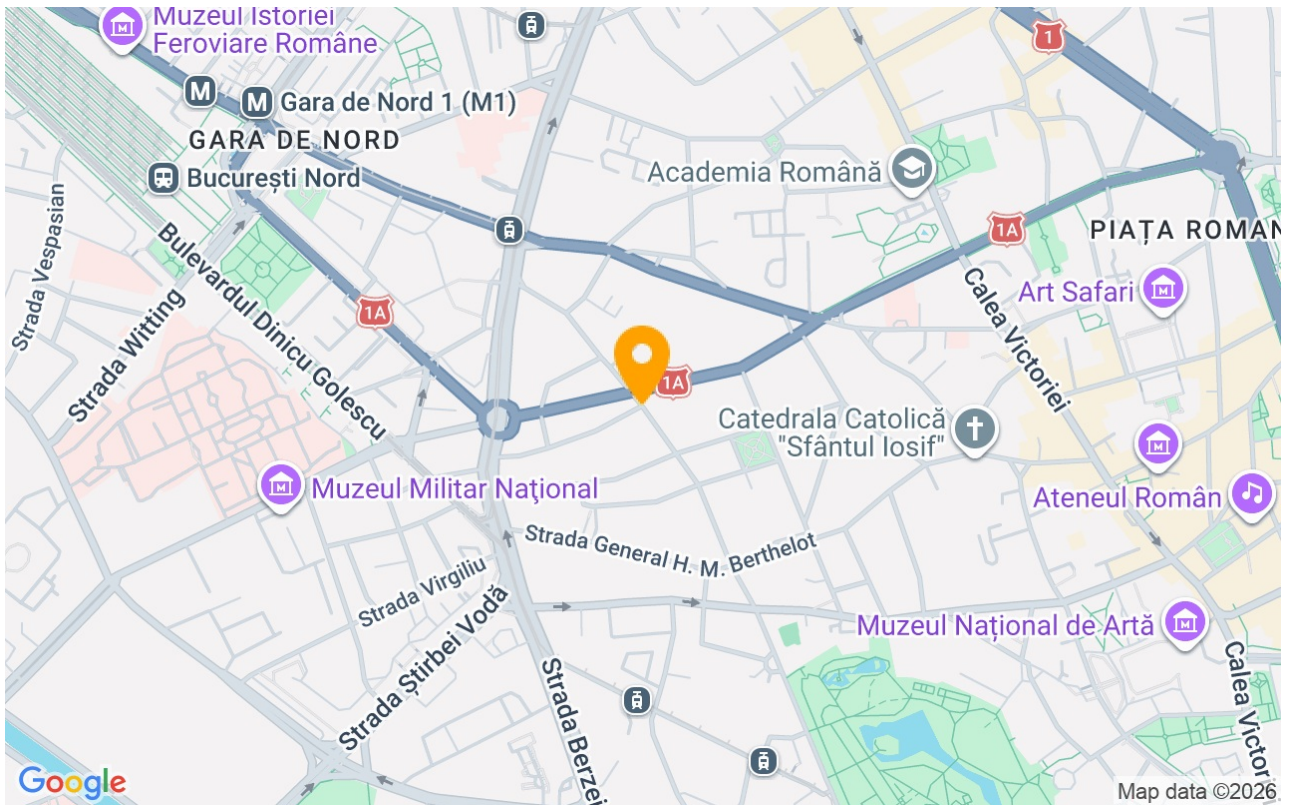 Muzeul Istoriei
Feroviare Române
1
M
M
Gara de Nord 1 (M1)
GARA DE NORD
Academia Română
București Nord
1A
PIAȚA ROMAN
Strada Vespasian
Bulevardul Dinicu Golescu
Strada Witting
1A
Calea Victoriei
Art Safari
1A
Catedrala Catolică
"Sfântul Iosif"
Muzeul Militar Național
Ateneul Român
Strada General H. M. Berthelot
Strada Virgiliu
Strada Știrbei Vodă
Muzeul Național de Artă
Strada Berzei
Calea Victori
Google
Map data ©2026